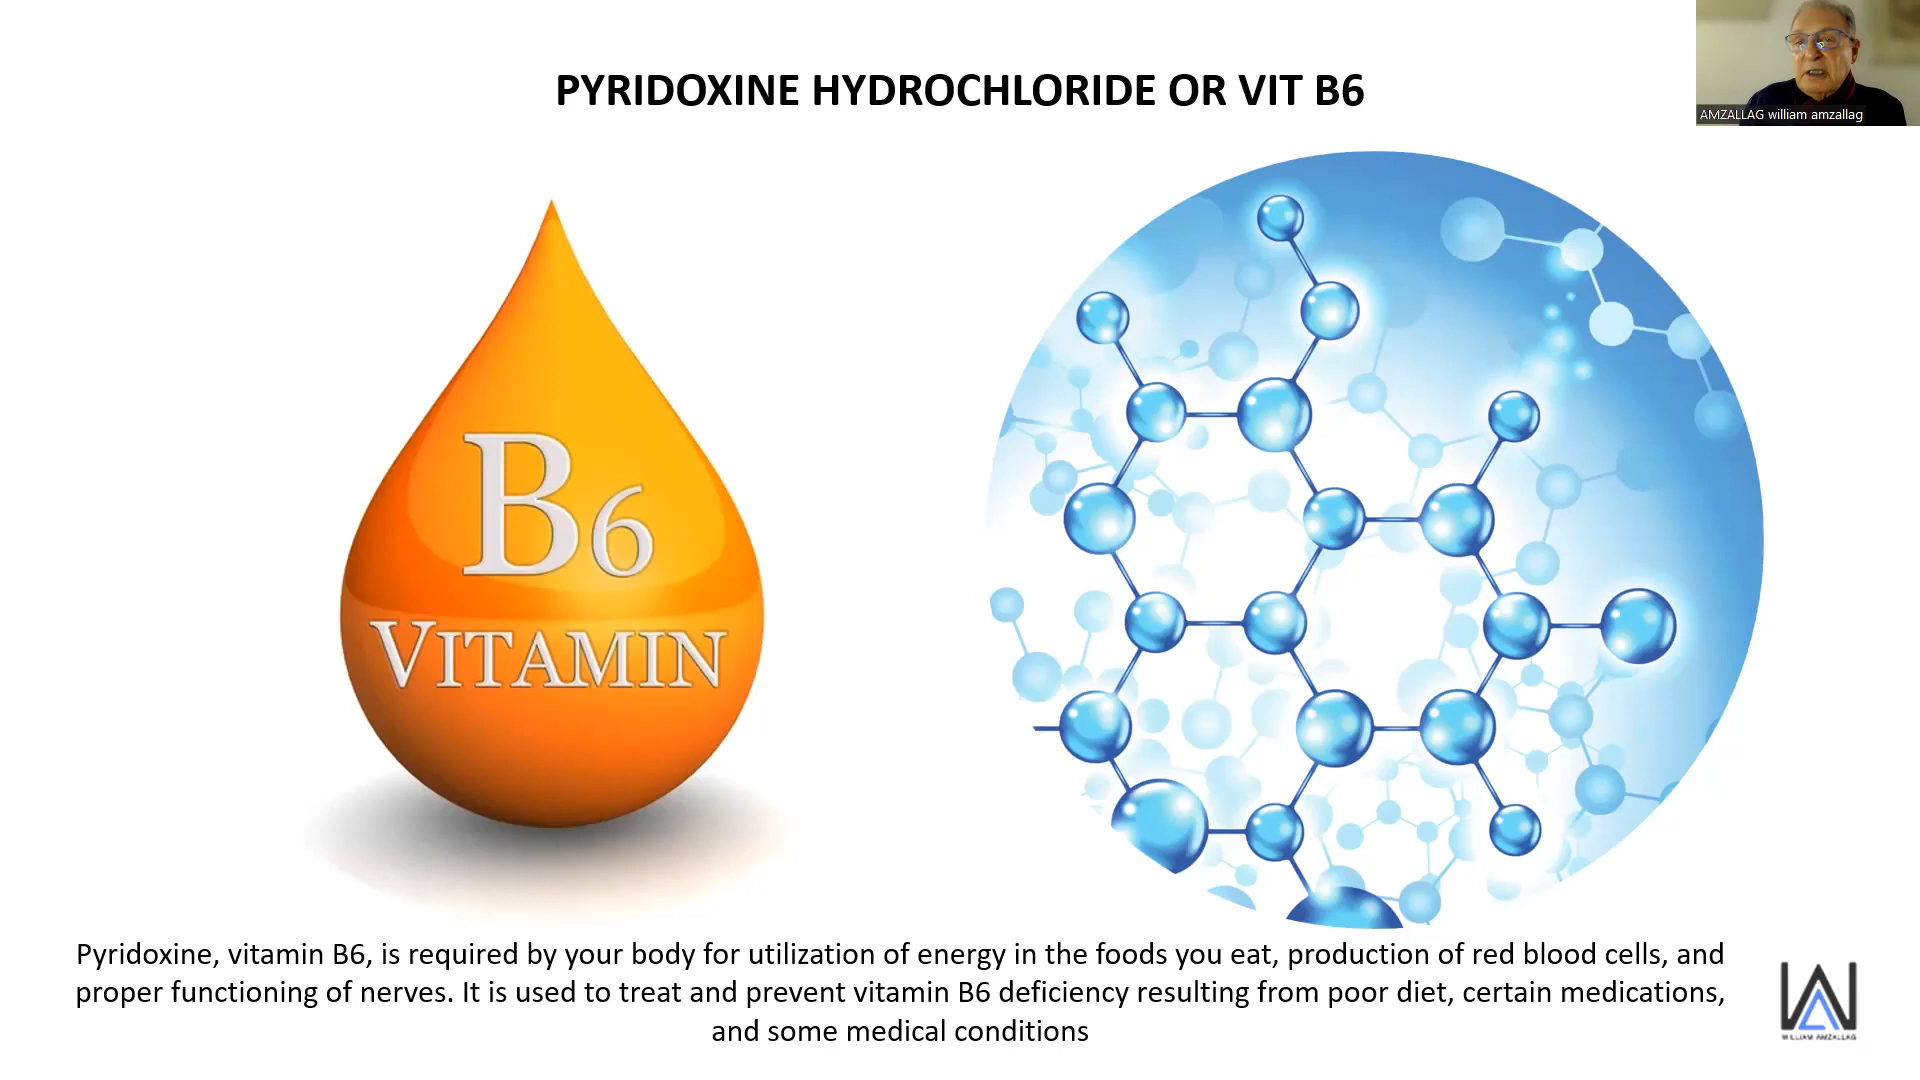 PYRIDOXINE HYDROCHLORIDE OR VIT B6
AMZALLAG william amzallag
B6
VITAMIN
Pyridoxine, vitamin B6, is required by your body for utilization of energy in the foods you eat, production of red blood cells, and
proper functioning of nerves. It is used to treat and prevent vitamin B6 deficiency resulting from poor diet, certain medications,
and some medical conditions
WILLIAM AMZALLAG